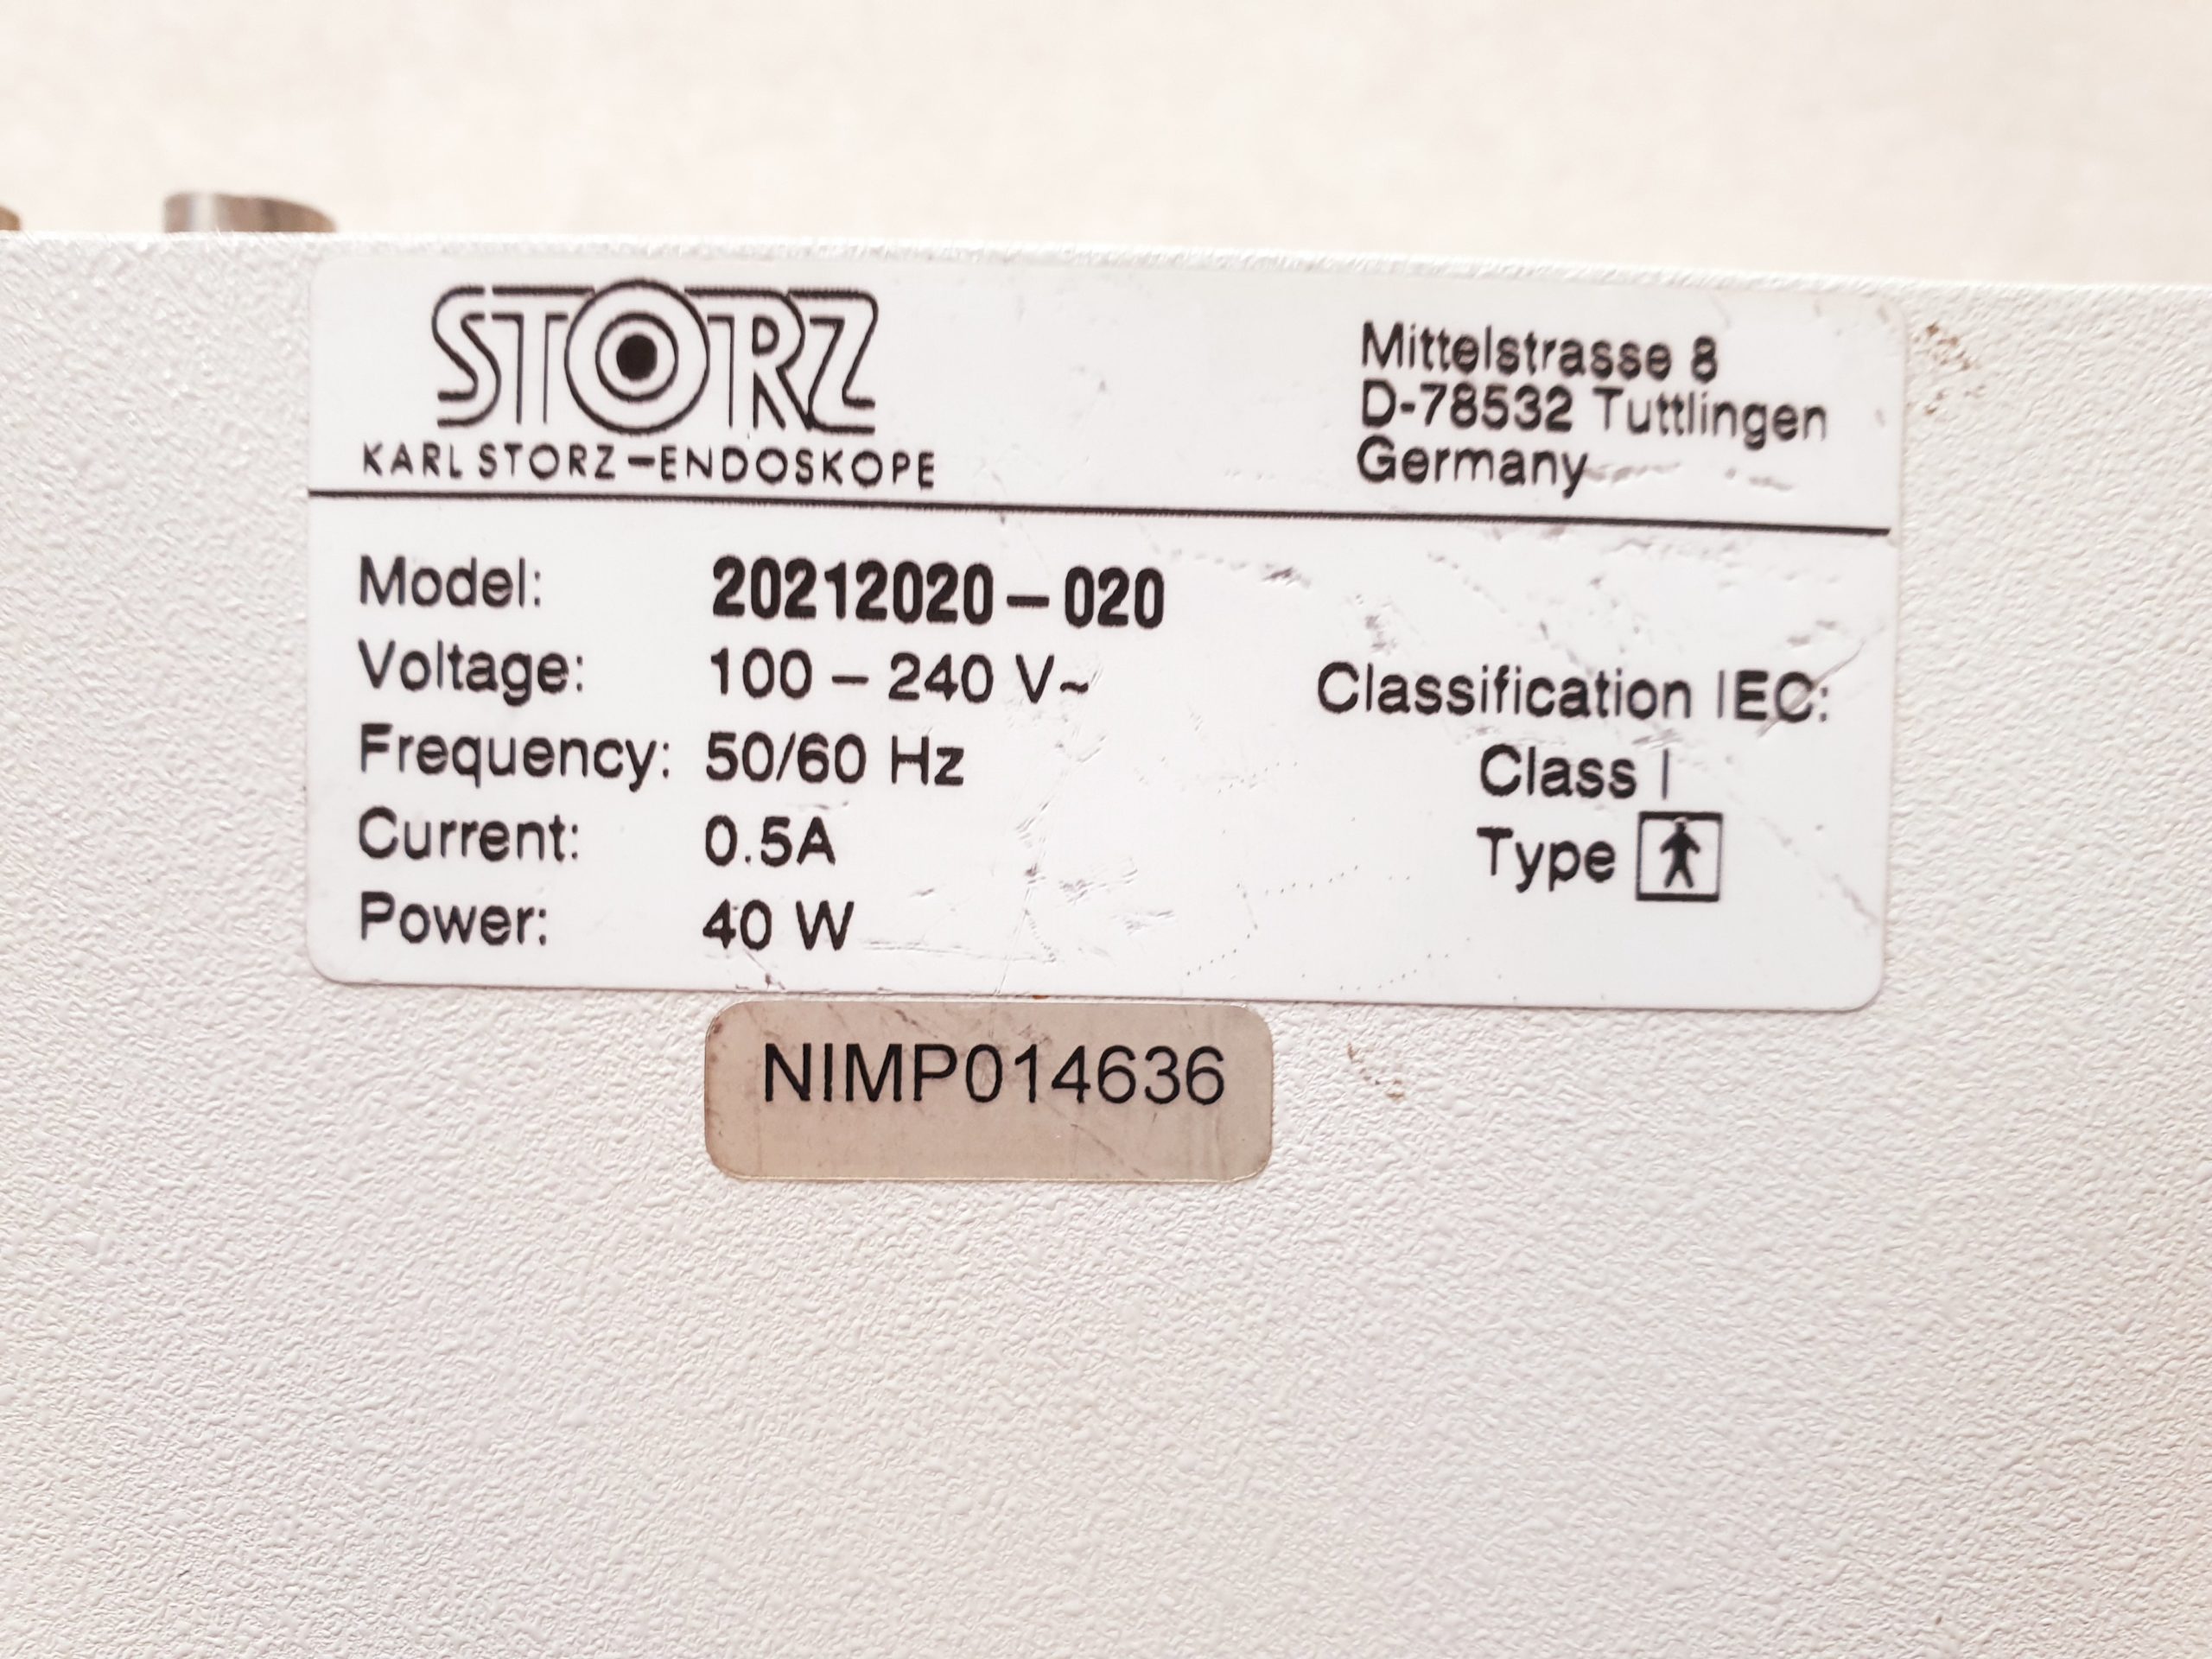 STORZ
KARL STORZ-ENDOSKOPE
Mittelstrasse 8
D-78532 Tuttlingen
Germany
Model: 20212020-020
Voltage: 100 - 240 V~
Frequency: 50/60 Hz
Current: 0.5A
Power: 40 W
Classification IEC:
Class I
Type
NIMP014636